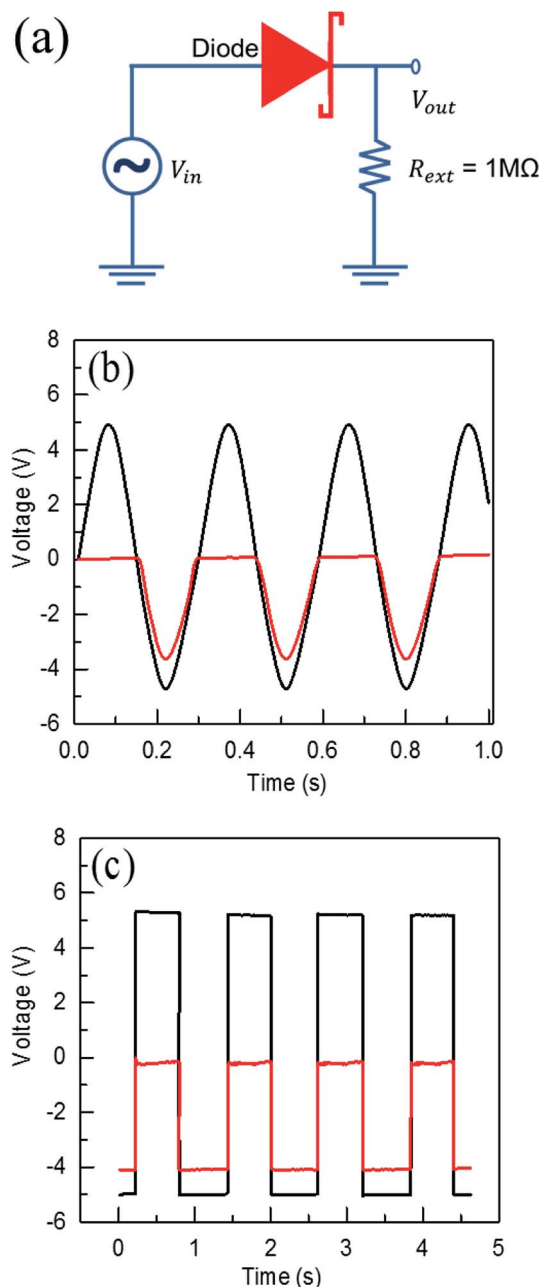 (a)
Diode
V_out
V_in
R_ext = 1MΩ
(b)
8
6
4
2
0
-2
-4
-6
Voltage (V)
0.0 0.2 0.4 0.6 0.8 1.0
Time (s)
(c)
8
6
4
2
0
-2
-4
-6
Voltage (V)
0 1 2 3 4 5
Time (s)